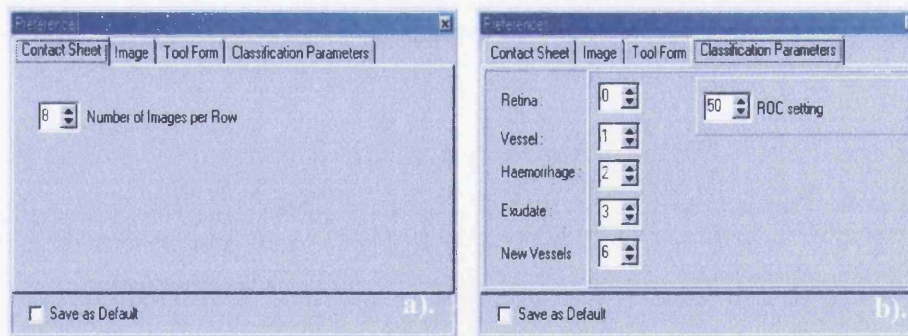 Preference
Contact Sheet Image Tool Form Classification Parameters
8 Number of Images per Row
Save as Default
a).
Preference
Contact Sheet Image Tool Form Classification Parameters
Retina : 0
50 ROC setting
Vessel : 1
Haemorrhage : 2
Exudate : 3
New Vessels 6
Save as Default
b).